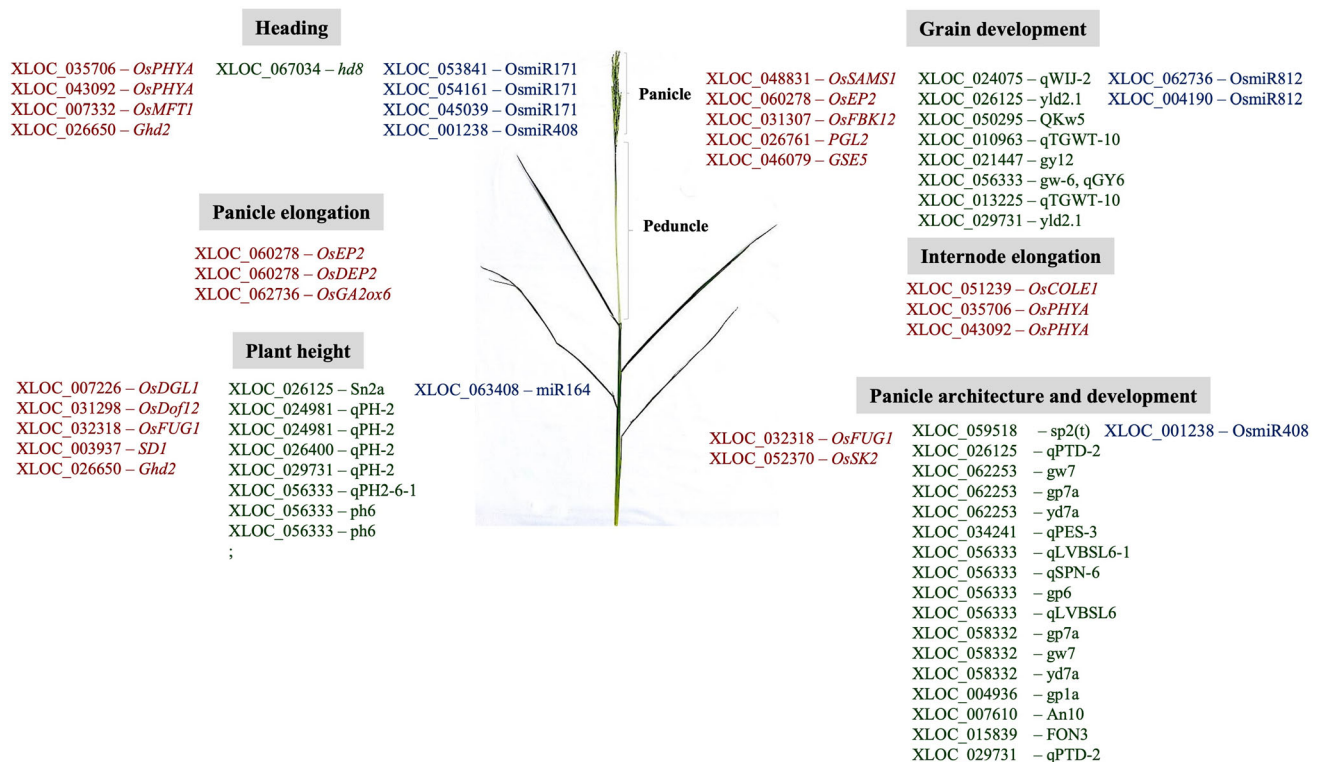 Heading
XLOC_035706 – OsPHYA
XLOC_043092 – OsPHYA
XLOC_007332 – OsMFT1
XLOC_026650 – Ghd2
XLOC_067034 – hd8
XLOC_053841 – OsmiR171
XLOC_054161 – OsmiR171
XLOC_045039 – OsmiR171
XLOC_001238 – OsmiR408
Panicle elongation
XLOC_060278 – OsEP2
XLOC_060278 – OsDEP2
XLOC_062736 – OsGA2ox6
Plant height
XLOC_007226 – OsDGL1
XLOC_031298 – OsDof12
XLOC_032318 – OsFUG1
XLOC_003937 – SD1
XLOC_026650 – Ghd2
XLOC_026125 – Sn2a
XLOC_024981 – qPH-2
XLOC_024981 – qPH-2
XLOC_026400 – qPH-2
XLOC_029731 – qPH-2
XLOC_056333 – qPH2-6-1
XLOC_056333 – ph6
XLOC_056333 – ph6
;
XLOC_063408 – miR164
Panicle
Peduncle
Grain development
XLOC_048831 – OsSAMS1
XLOC_060278 – OsEP2
XLOC_031307 – OsFBK12
XLOC_026761 – PGL2
XLOC_046079 – GSE5
XLOC_024075 – qWIJ-2
XLOC_026125 – yld2.1
XLOC_050295 – QKw5
XLOC_010963 – qTGWT-10
XLOC_021447 – gy12
XLOC_056333 – gw-6, qGY6
XLOC_013225 – qTGWT-10
XLOC_029731 – yld2.1
XLOC_062736 – OsmiR812
XLOC_004190 – OsmiR812
Internode elongation
XLOC_051239 – OsCOLE1
XLOC_035706 – OsPHYA
XLOC_043092 – OsPHYA
Panicle architecture and development
XLOC_032318 – OsFUG1
XLOC_052370 – OsSK2
XLOC_059518 – sp2(t)
XLOC_026125 – qPTD-2
XLOC_062253 – gw7
XLOC_062253 – gp7a
XLOC_062253 – yd7a
XLOC_034241 – qPES-3
XLOC_056333 – qLVBSL6-1
XLOC_056333 – qSPN-6
XLOC_056333 – gp6
XLOC_056333 – qLVBSL6
XLOC_058332 – gp7a
XLOC_058332 – gw7
XLOC_058332 – yd7a
XLOC_004936 – gp1a
XLOC_007610 – An10
XLOC_015839 – FON3
XLOC_029731 – qPTD-2
XLOC_001238 – OsmiR408